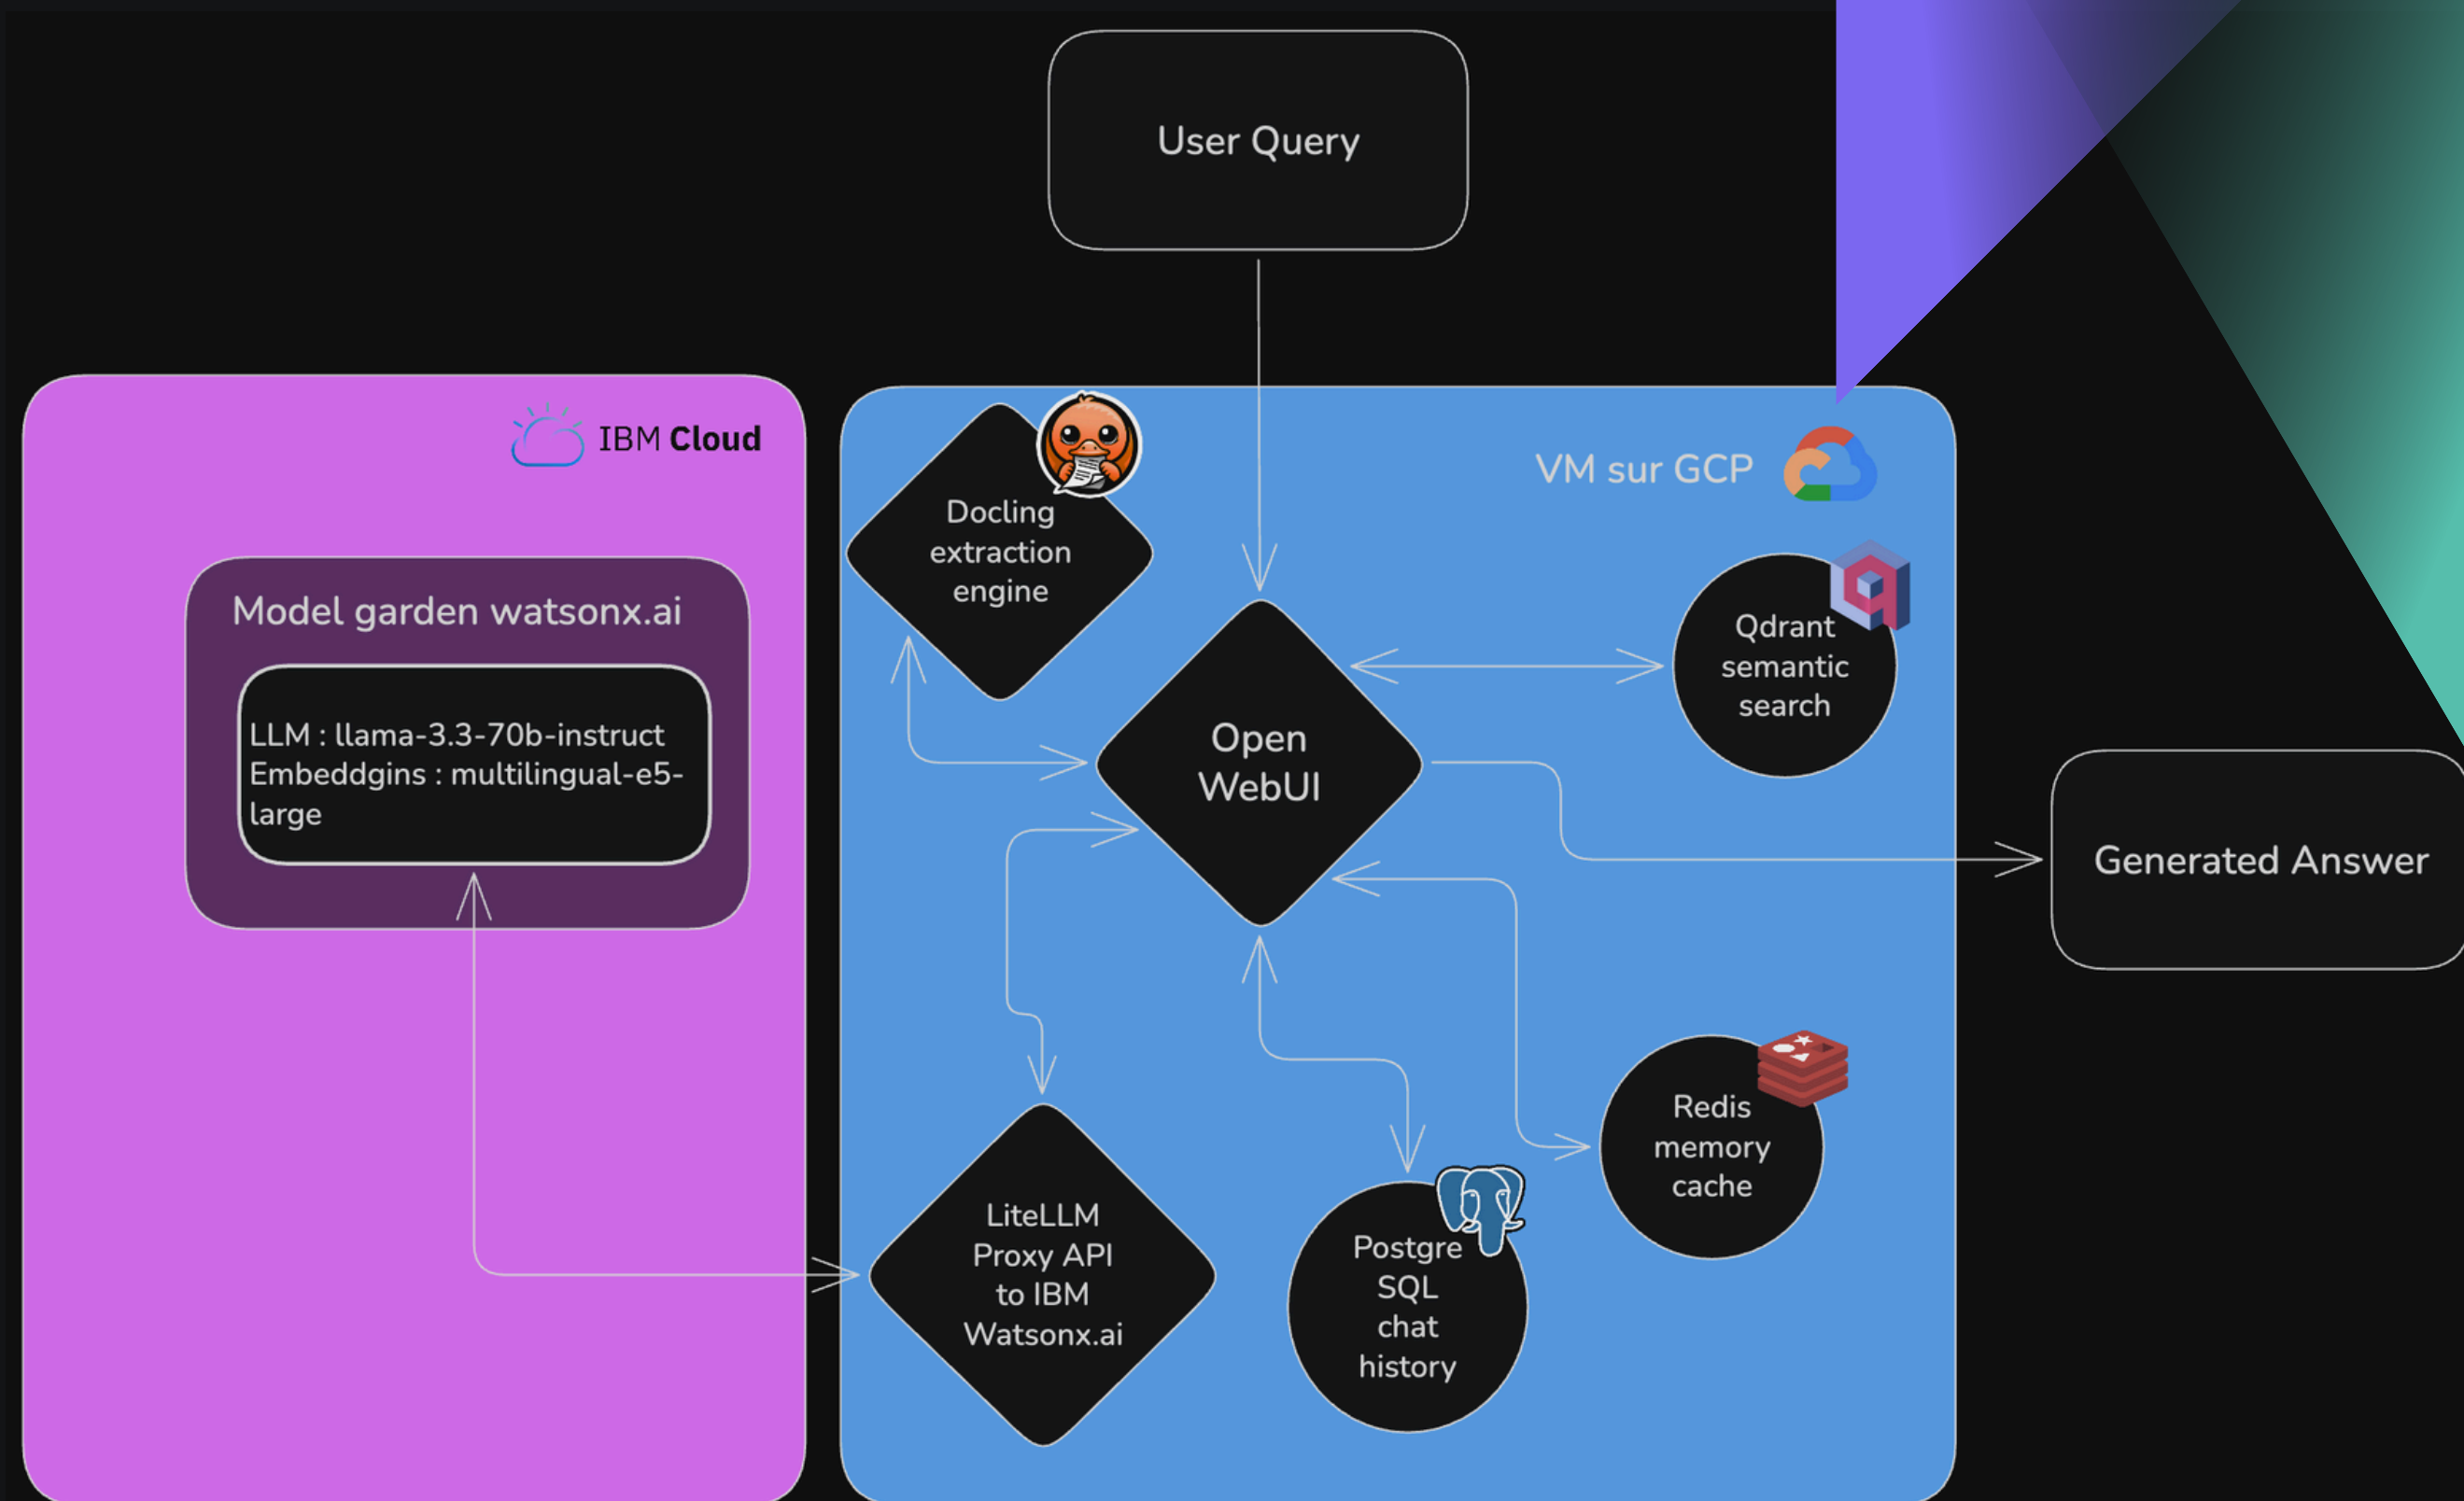 User Query
IBM Cloud
Model garden watsonx.ai
LLM : llama-3.3-70b-instruct
Embeddgins : multilingual-e5-
large
VM sur GCP
Docling
extraction
engine
Qdrant
semantic
search
Open
WebUI
Generated Answer
LiteLLM
Proxy API
to IBM
Watsonx.ai
Postgre
SQL
chat
history
Redis
memory
cache